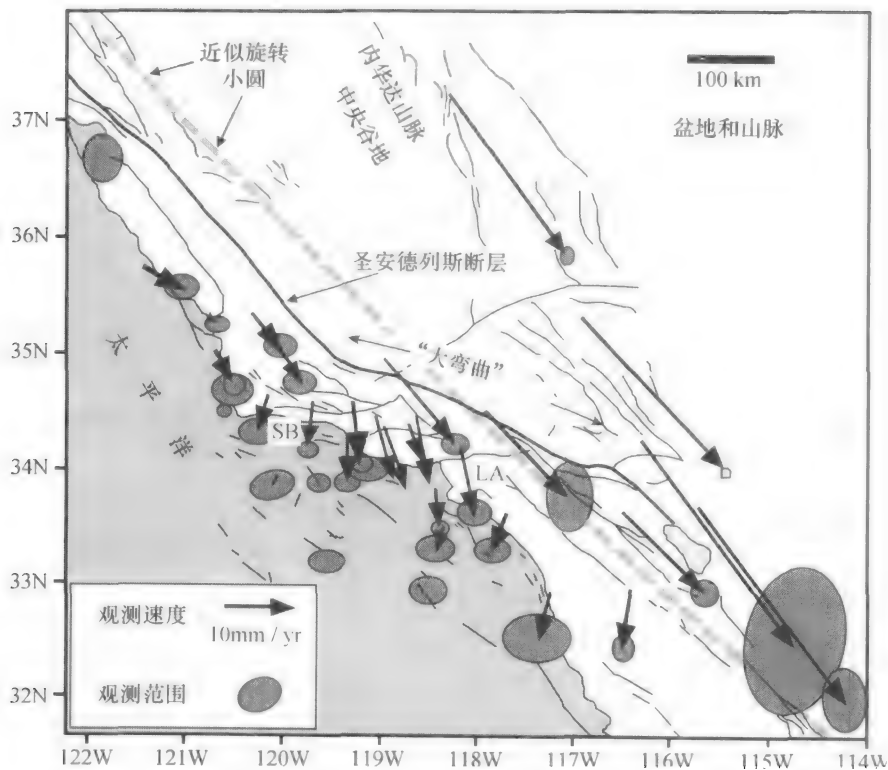 近似旋转
小圆
内华达山脉
中央谷地
100 km
盆地和山脉
37N
36N
圣安德列斯断层
35N
“大弯曲”
太平洋
SB
34N
LA
33N
观测速度
10mm / yr
观测范围
32N
122W 121W 120W 119W 118W 117W 116W 115W 114W